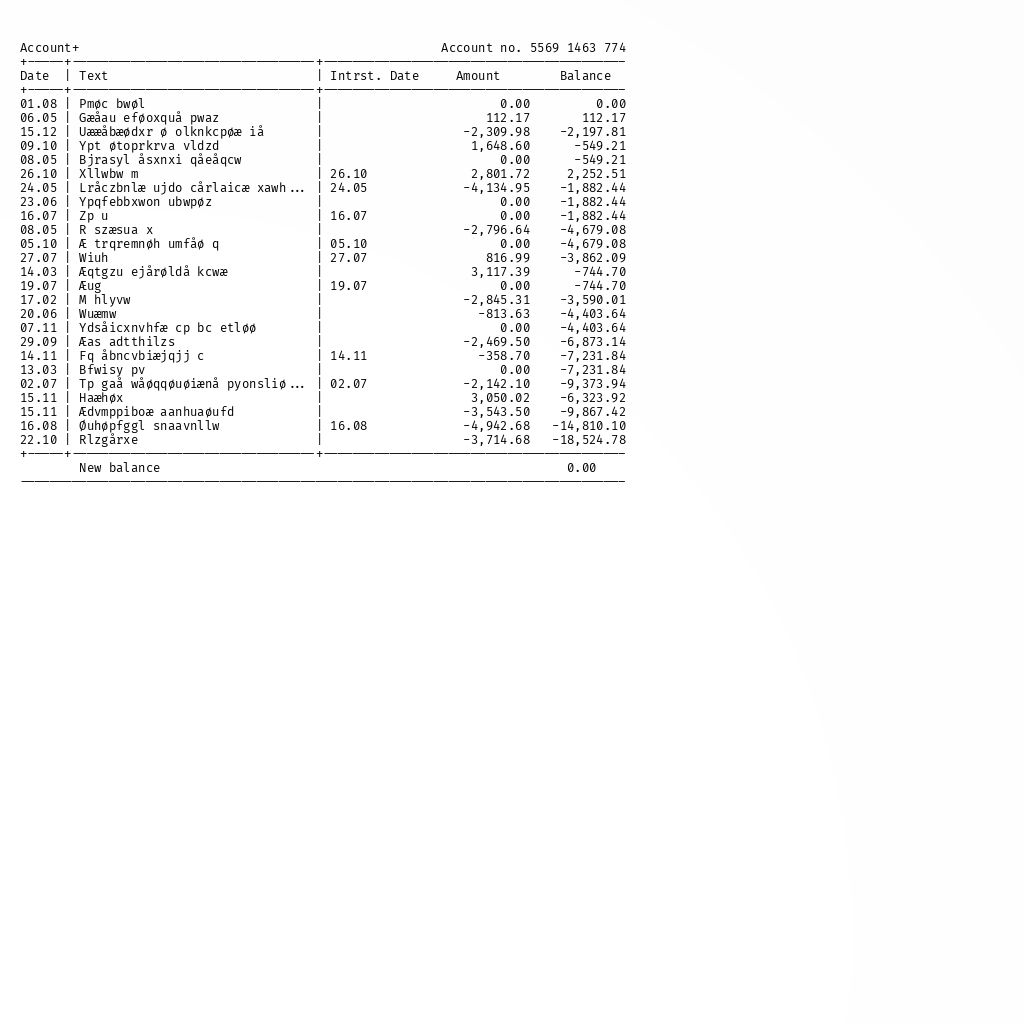 Account+ Account no. 5569 1463 774
Date | Text | Intrst. Date Amount Balance
01.08 | Pmøc bwøl | 0.00 0.00
06.05 | Gæåau eføoxquå pwaz | 112.17 112.17
15.12 | Uææåbæødxr ø olknkcpøæ iå | -2,309.98 -2,197.81
09.10 | Ypt øtoprkrva vldzd | 1,648.60 -549.21
08.05 | Bjrasyl åsxnxi qåeåqcw | 0.00 -549.21
26.10 | Xllwbw m | 26.10 2,801.72 2,252.51
24.05 | Lråczbnlæ ujdo cårlaicæ xawh... | 24.05 -4,134.95 -1,882.44
23.06 | Ypqfebbxwon ubwpøz | 0.00 -1,882.44
16.07 | Zp u | 16.07 0.00 -1,882.44
08.05 | R szæsua x | -2,796.64 -4,679.08
05.10 | Æ trqremnøh umfåø q | 05.10 0.00 -4,679.08
27.07 | Wiuh | 27.07 816.99 -3,862.09
14.03 | Æqtgzu ejårøldå kcwæ | 3,117.39 -744.70
19.07 | Æug | 19.07 0.00 -744.70
17.02 | M hlyvw | -2,845.31 -3,590.01
20.06 | Wuæmw | -813.63 -4,403.64
07.11 | Ydsåicxnvhfæ cp bc etløø | 0.00 -4,403.64
29.09 | Æas adtthilzs | -2,469.50 -6,873.14
14.11 | Fq åbncvbiæjqjj c | 14.11 -358.70 -7,231.84
13.03 | Bfwisy pv | 0.00 -7,231.84
02.07 | Tp gaå wåøqqøuøiænå pyonsliø... | 02.07 -2,142.10 -9,373.94
15.11 | Haæhøx | 3,050.02 -6,323.92
15.11 | Ædvmppiboæ aanhuaøufd | -3,543.50 -9,867.42
16.08 | Øuhøpfggl snaavnllw | 16.08 -4,942.68 -14,810.10
22.10 | Rlzgårxe | -3,714.68 -18,524.78
New balance 0.00